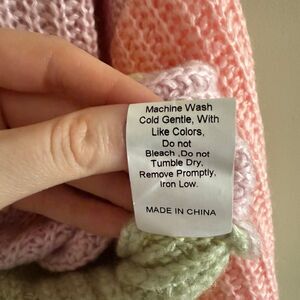 Machine Wash
Cold Gentle, With
Like Colors,
Do not
Bleach ,Do not
Tumble Dry,
Remove Promptly,
Iron Low.
MADE IN CHINA